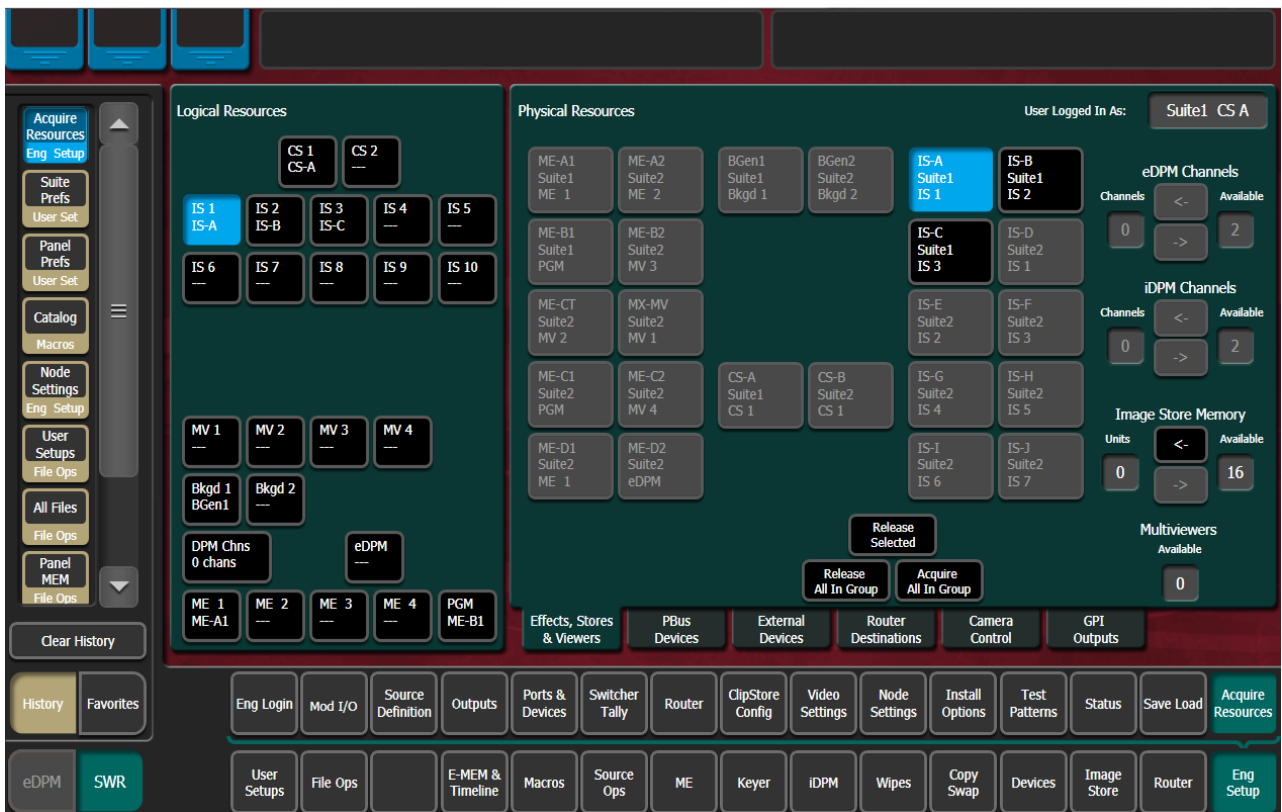 Logical Resources
CS 1
CS-A
CS 2
---
IS 1
IS-A
IS 2
IS-B
IS 3
IS-C
IS 4
---
IS 5
---
IS 6
---
IS 7
---
IS 8
---
IS 9
---
IS 10
---
MV 1
---
MV 2
---
MV 3
---
MV 4
---
Bkgd 1
BGen1
Bkgd 2
---
DPM Chns
0 chans
eDPM
---
ME 1
ME-A1
ME 2
---
ME 3
---
ME 4
---
PGM
ME-B1
Physical Resources
User Logged In As:
Suite1 CS A
ME-A1
Suite1
ME 1
ME-A2
Suite2
ME 2
BGen1
Suite1
Bkgd 1
BGen2
Suite2
Bkgd 2
IS-A
Suite1
IS 1
IS-B
Suite1
IS 2
ME-B1
Suite1
PGM
ME-B2
Suite2
MV 3
IS-C
Suite1
IS 3
IS-D
Suite2
IS 1
ME-CT
Suite2
MV 2
MX-MV
Suite2
MV 1
IS-E
Suite2
IS 2
IS-F
Suite2
IS 3
ME-C1
Suite2
PGM
ME-C2
Suite2
MV 4
CS-A
Suite1
CS 1
CS-B
Suite2
CS 1
IS-G
Suite2
IS 4
IS-H
Suite2
IS 5
ME-D1
Suite2
ME 1
ME-D2
Suite2
eDPM
IS-I
Suite2
IS 6
IS-J
Suite2
IS 7
eDPM Channels
Channels
<-
Available
0
->
2
iDPM Channels
Channels
<-
Available
0
->
2
Image Store Memory
Units
<-
Available
0
->
16
Multiviewers
Available
0
Release
Selected
Release
All In Group
Acquire
All In Group
Effects, Stores
& Viewers
PBus
Devices
External
Devices
Router
Destinations
Camera
Control
GPI
Outputs
Acquire
Resources
Eng Setup
Suite
Prefs
User Set
Panel
Prefs
User Set
Catalog
Macros
Node
Settings
Eng Setup
User
Setups
File Ops
All Files
File Ops
Panel
MEM
File Ops
Clear History
History
Favorites
Eng Login
Mod I/O
Source
Definition
Outputs
Ports &
Devices
Switcher
Tally
Router
ClipStore
Config
Video
Settings
Node
Settings
Install
Options
Test
Patterns
Status
Save Load
Acquire
Resources
eDPM
SWR
User
Setups
File Ops
E-MEM &
Timeline
Macros
Source
Ops
ME
Keyer
iDPM
Wipes
Copy
Swap
Devices
Image
Store
Router
Eng
Setup